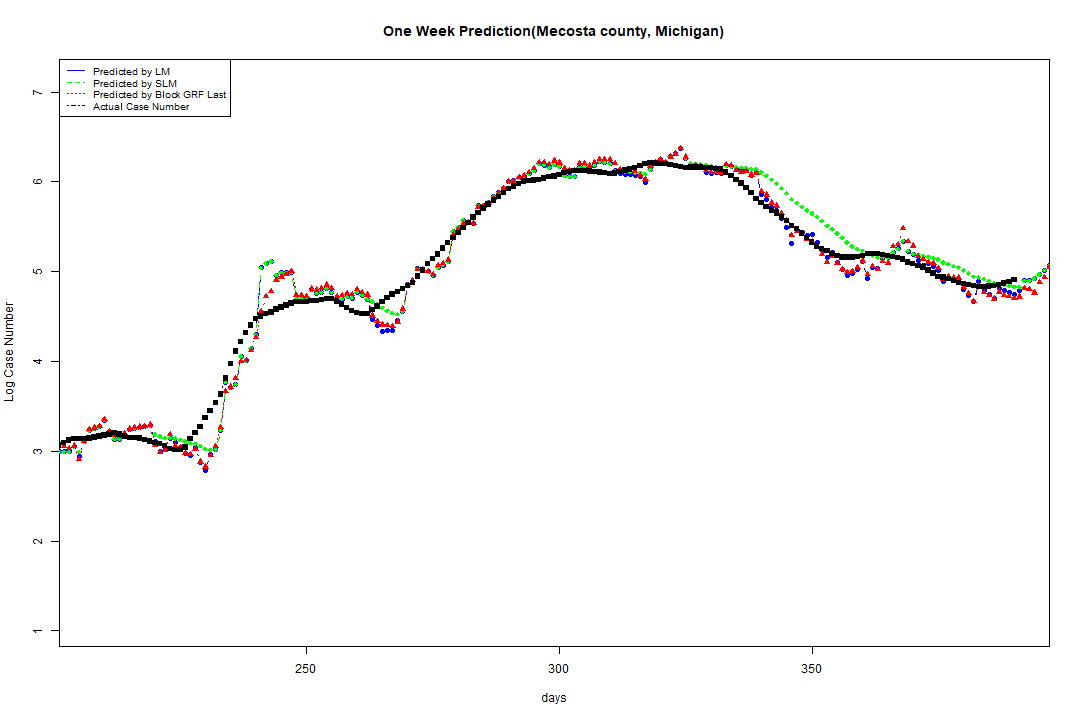 One Week Prediction(Mecosta county, Michigan)
Predicted by LM
Predicted by SLM
Predicted by Block GRF Last
Actual Case Number
7
6
5
4
3
2
1
Log Case Number
250
300
350
days